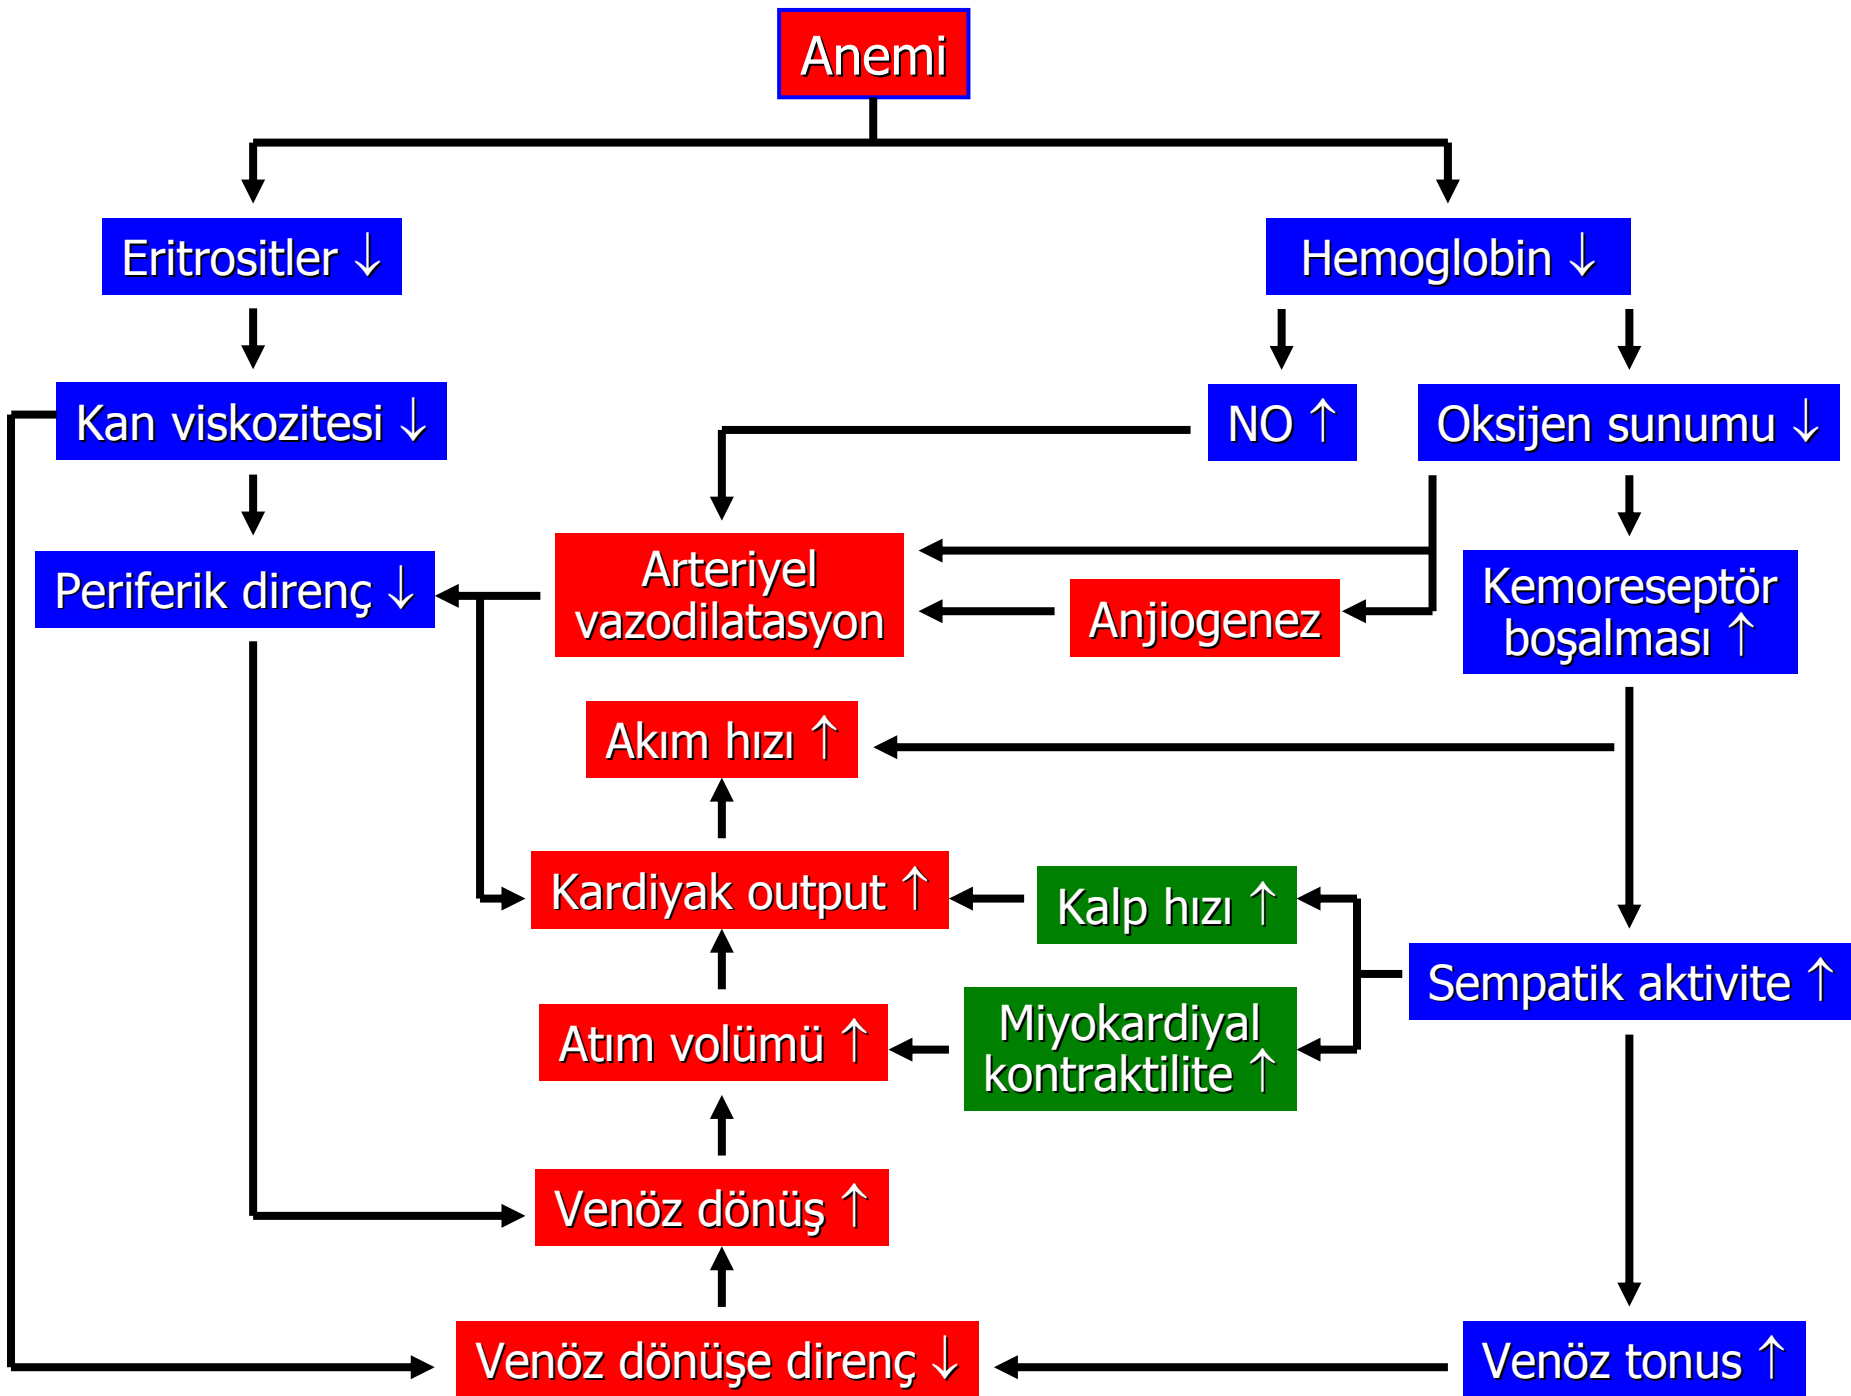 Anemi
Eritrositler ↓
Hemoglobin ↓
Kan viskozitesi ↓
NO ↑
Oksijen sunumu ↓
Periferik direnç ↓
Arteriyel
vazodilatasyon
Anjiogenez
Kemoreseptör
boşalması ↑
Akım hızı ↑
Kardiyak output ↑
Kalp hızı ↑
Sempatik aktivite ↑
Atım volümü ↑
Miyokardiyal
kontraktilite ↑
Venöz dönüş ↑
Venöz dönüşe direnç ↓
Venöz tonus ↑